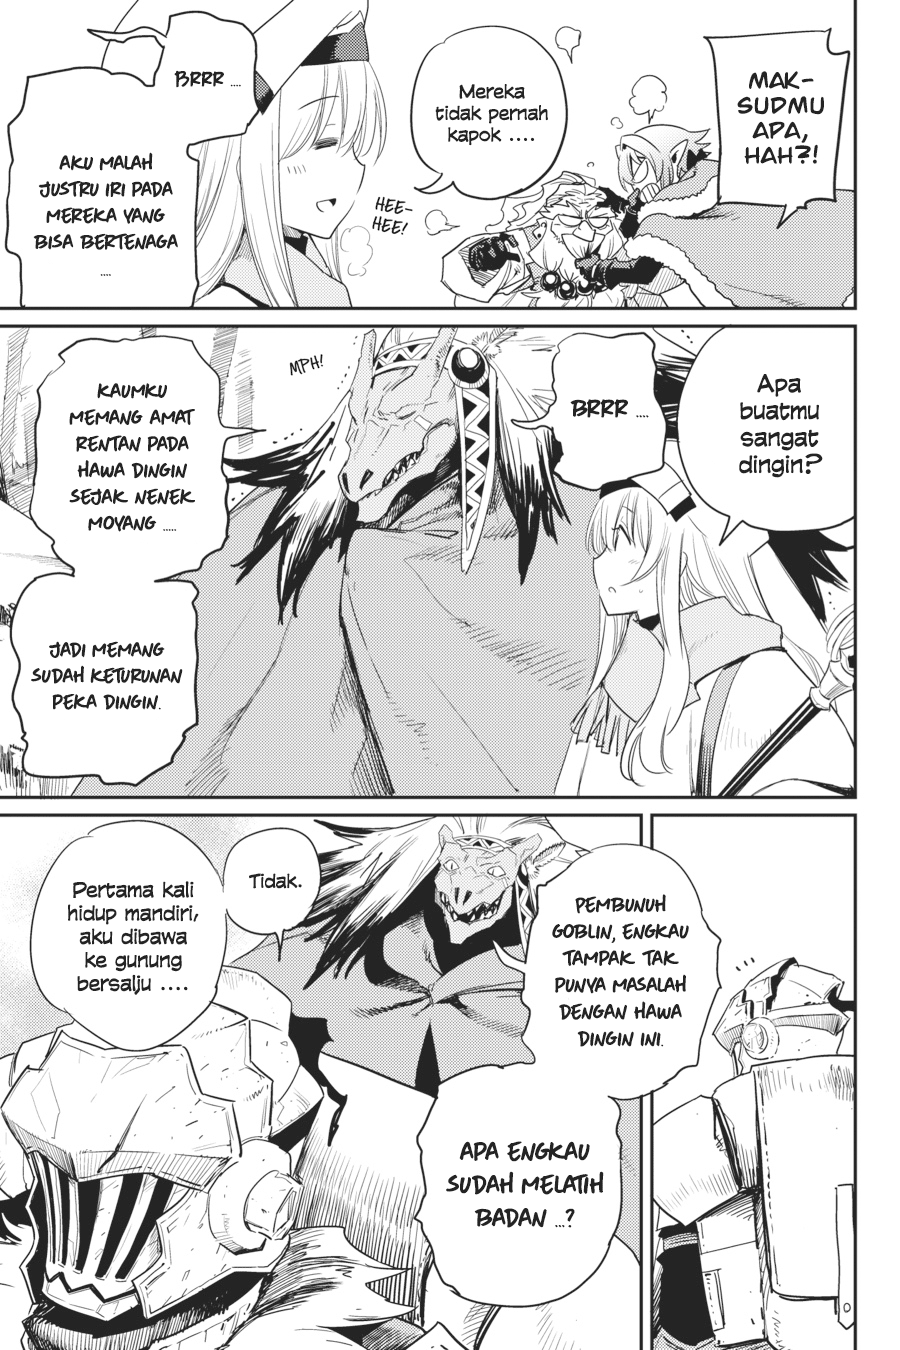 MAK-
SUDMU
APA,
HAH?!
Mereka
tidak pernah
kapok ....
HEE-
HEE!
BRRR ....
AKU MALAH
JUSTRU IRI PADA
MEREKA YANG
BISA BERTENAGA
....
Apa
buatmu
sangat
dingin?
BRRR ....
MPH!
KAUMKU
MEMANG AMAT
RENTAN PADA
HAWA DINGIN
SEJAK NENEK
MOYANG .....
JADI MEMANG
SUDAH KETURUNAN
PEKA DINGIN.
PEMBUNUH
GOBLIN, ENGKAU
TAMPAK TAK
PUNYA MASALAH
DENGAN HAWA
DINGIN INI.
APA ENGKAU
SUDAH MELATIH
BADAN ...?
Tidak.
Pertama kali
hidup mandiri,
aku dibawa
ke gunung
bersalju ....